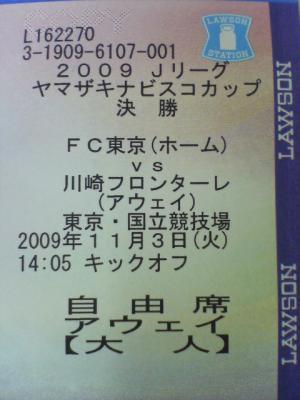 L162270
3-1909-6107-001
2009 Jリーグ
ヤマザキナビスコカップ
決 勝
FC東京(ホーム)
vs
川崎フロンターレ
(アウェイ)
東京・国立競技場
2009年11月3日(火)
14:05 キックオフ
自由席
アウェイ
【大 人】
LAWSON
STATION
LAWSON
LAWSON
LAWSON